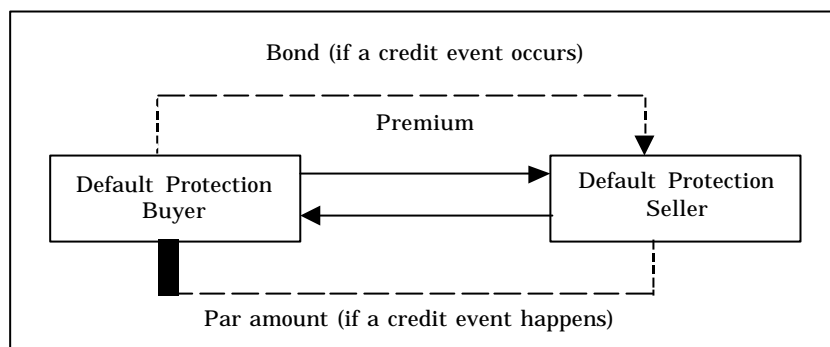 Bond (if a credit event occurs)
Premium
Default Protection
Buyer
Default Protection
Seller
Par amount (if a credit event happens)